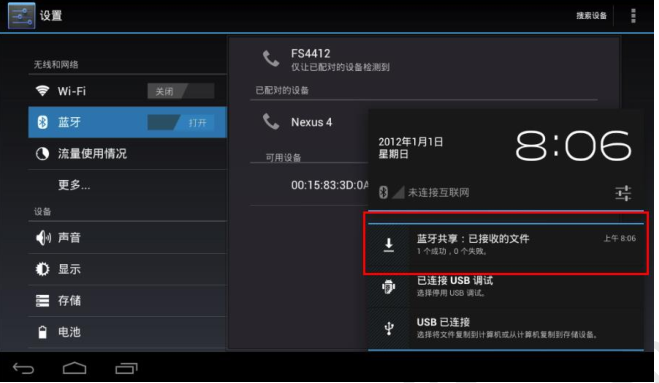 设置
搜索设备
无线和网络
Wi-Fi
关闭
蓝牙
打开
流量使用情况
更多...
设备
声音
显示
存储
电池
FS4412
仅让已配对的设备检测到
已配对的设备
Nexus 4
可用设备
00:15:83:3D:0A
2012年1月1日
星期日
8:06
未连接互联网
蓝牙共享：已接收的文件
上午 8:06
1 个成功，0 个失败。
已连接 USB 调试
选择停用 USB 调试。
USB 已连接
选择将文件复制到计算机或从计算机复制到存储设备。